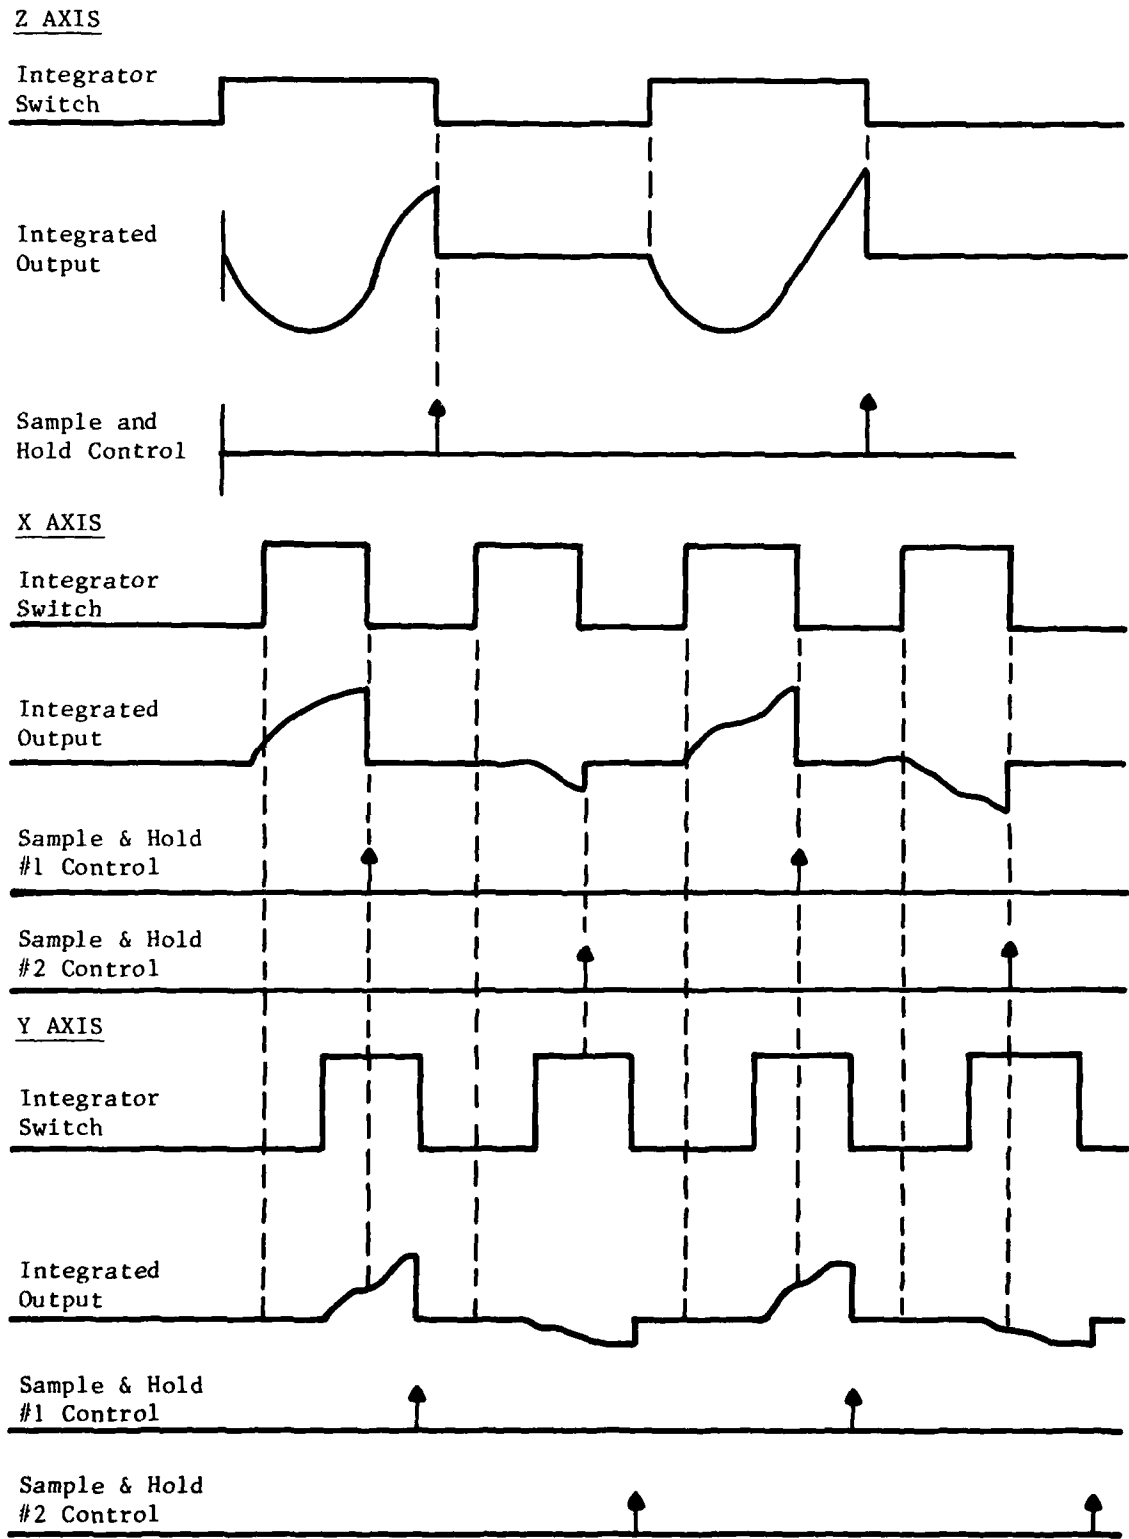 Z AXIS
Integrator
Switch
Integrated
Output
Sample and
Hold Control
X AXIS
Integrator
Switch
Integrated
Output
Sample & Hold
#1 Control
Sample & Hold
#2 Control
Y AXIS
Integrator
Switch
Integrated
Output
Sample & Hold
#1 Control
Sample & Hold
#2 Control